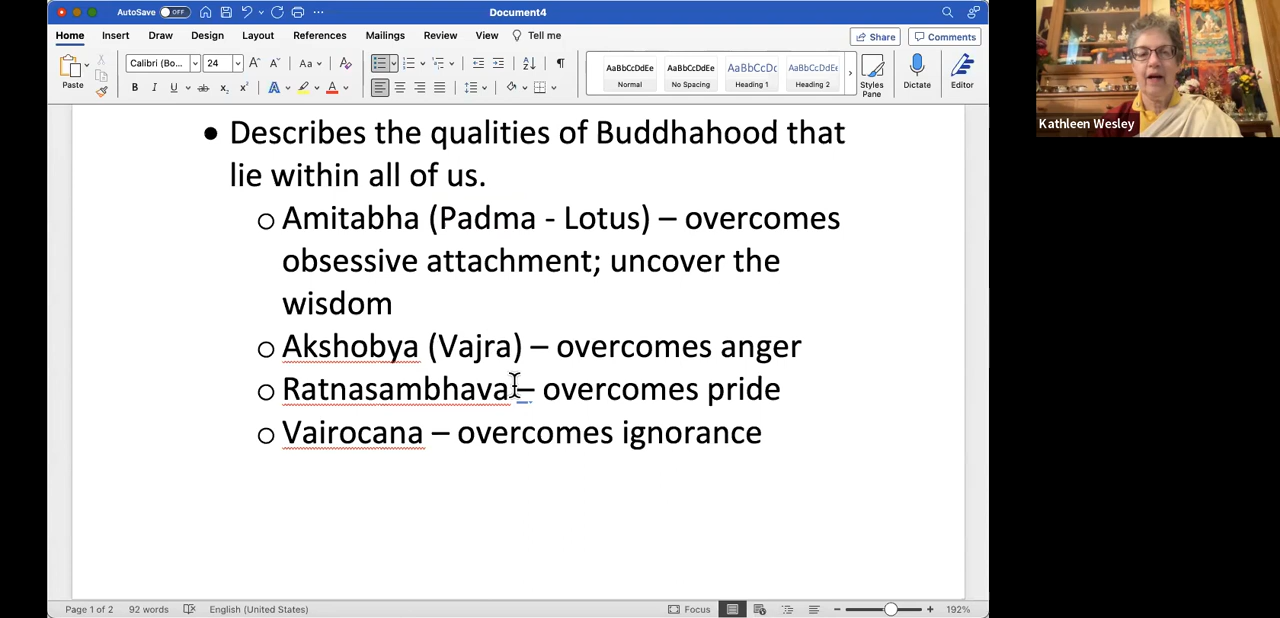 AutoSave OFF
Document4
Home Insert Draw Design Layout References Mailings Review View Tell me
Share Comments
Paste
Calibri (Bo... 24
AaBbCcDdEe AaBbCcDdEe AaBbCcDc AaBbCcDdEe
Normal No Spacing Heading 1 Heading 2
Styles
Pane
Dictate Editor
Kathleen Wesley
• Describes the qualities of Buddhahood that
lie within all of us.
o Amitabha (Padma - Lotus) – overcomes
obsessive attachment; uncover the
wisdom
o Akshobya (Vajra) – overcomes anger
o Ratnasambhava – overcomes pride
o Vairocana – overcomes ignorance
Page 1 of 2 92 words English (United States) Focus 192%